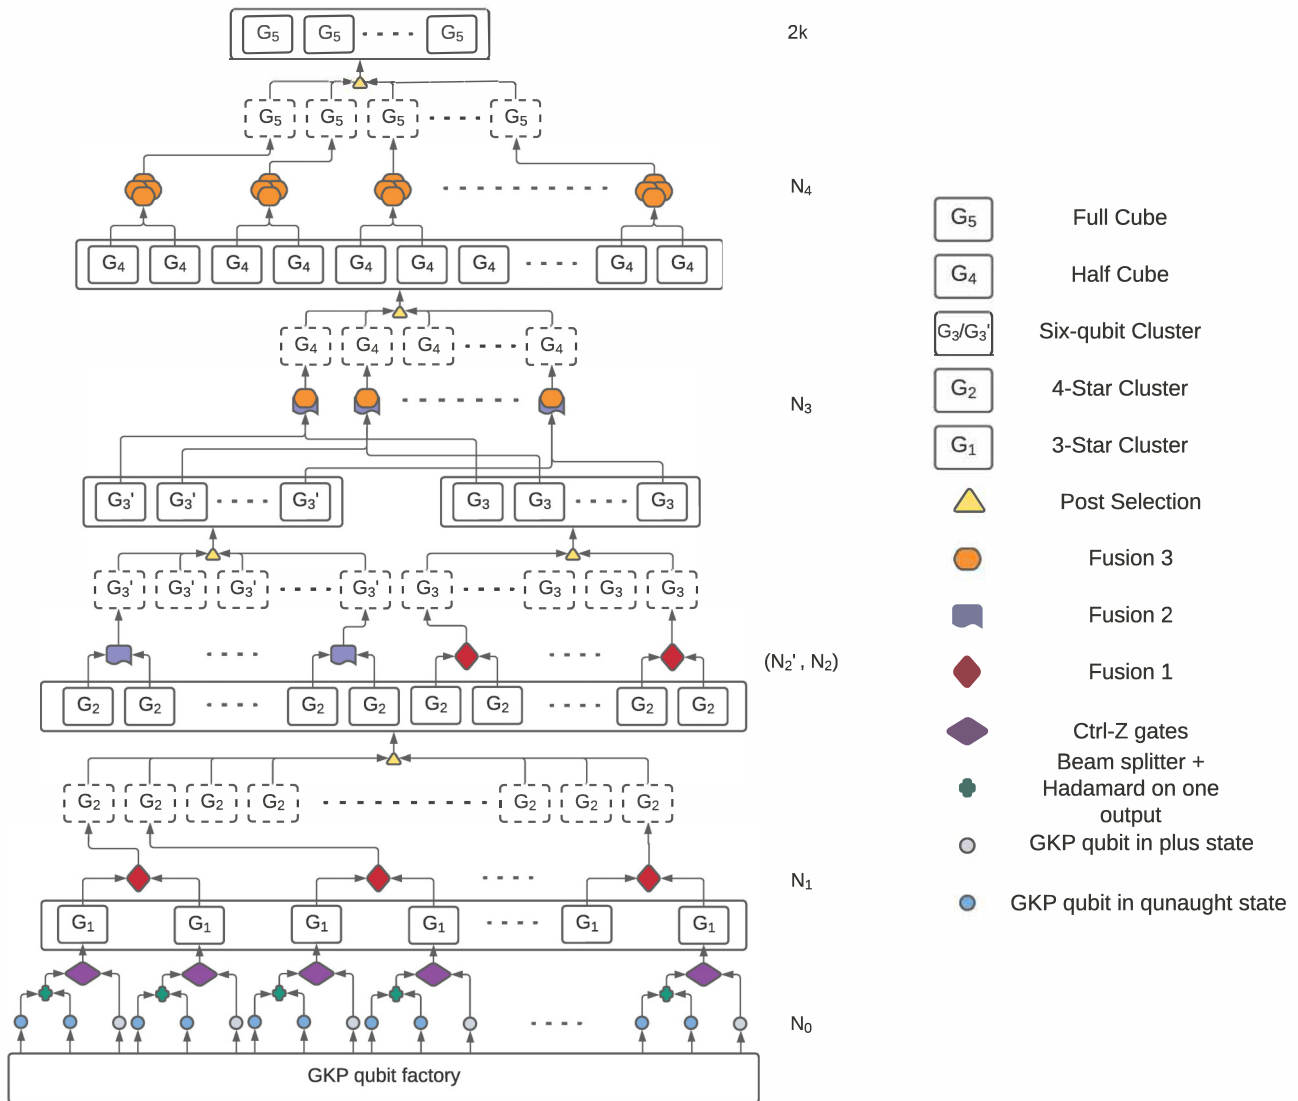 G₅ G₅ G₅ 2k
G₅ G₅ G₅ G₅
N₄
G₄ G₄ G₄ G₄ G₄ G₄ G₄ G₄ G₄
G₄ G₄ G₄ G₄
N₃
G₃' G₃' G₃' G₃ G₃ G₃
G₃' G₃' G₃' G₃' G₃ G₃ G₃ G₃
(N₂' , N₂)
G₂ G₂ G₂ G₂ G₂ G₂ G₂ G₂
G₂ G₂ G₂ G₂ G₂ G₂ G₂
N₁
G₁ G₁ G₁ G₁ G₁ G₁
N₀
GKP qubit factory
G₅ Full Cube
G₄ Half Cube
G₃/G₃' Six-qubit Cluster
G₂ 4-Star Cluster
G₁ 3-Star Cluster
Post Selection
Fusion 3
Fusion 2
Fusion 1
Ctrl-Z gates
Beam splitter +
Hadamard on one
output
GKP qubit in plus state
GKP qubit in qunaught state